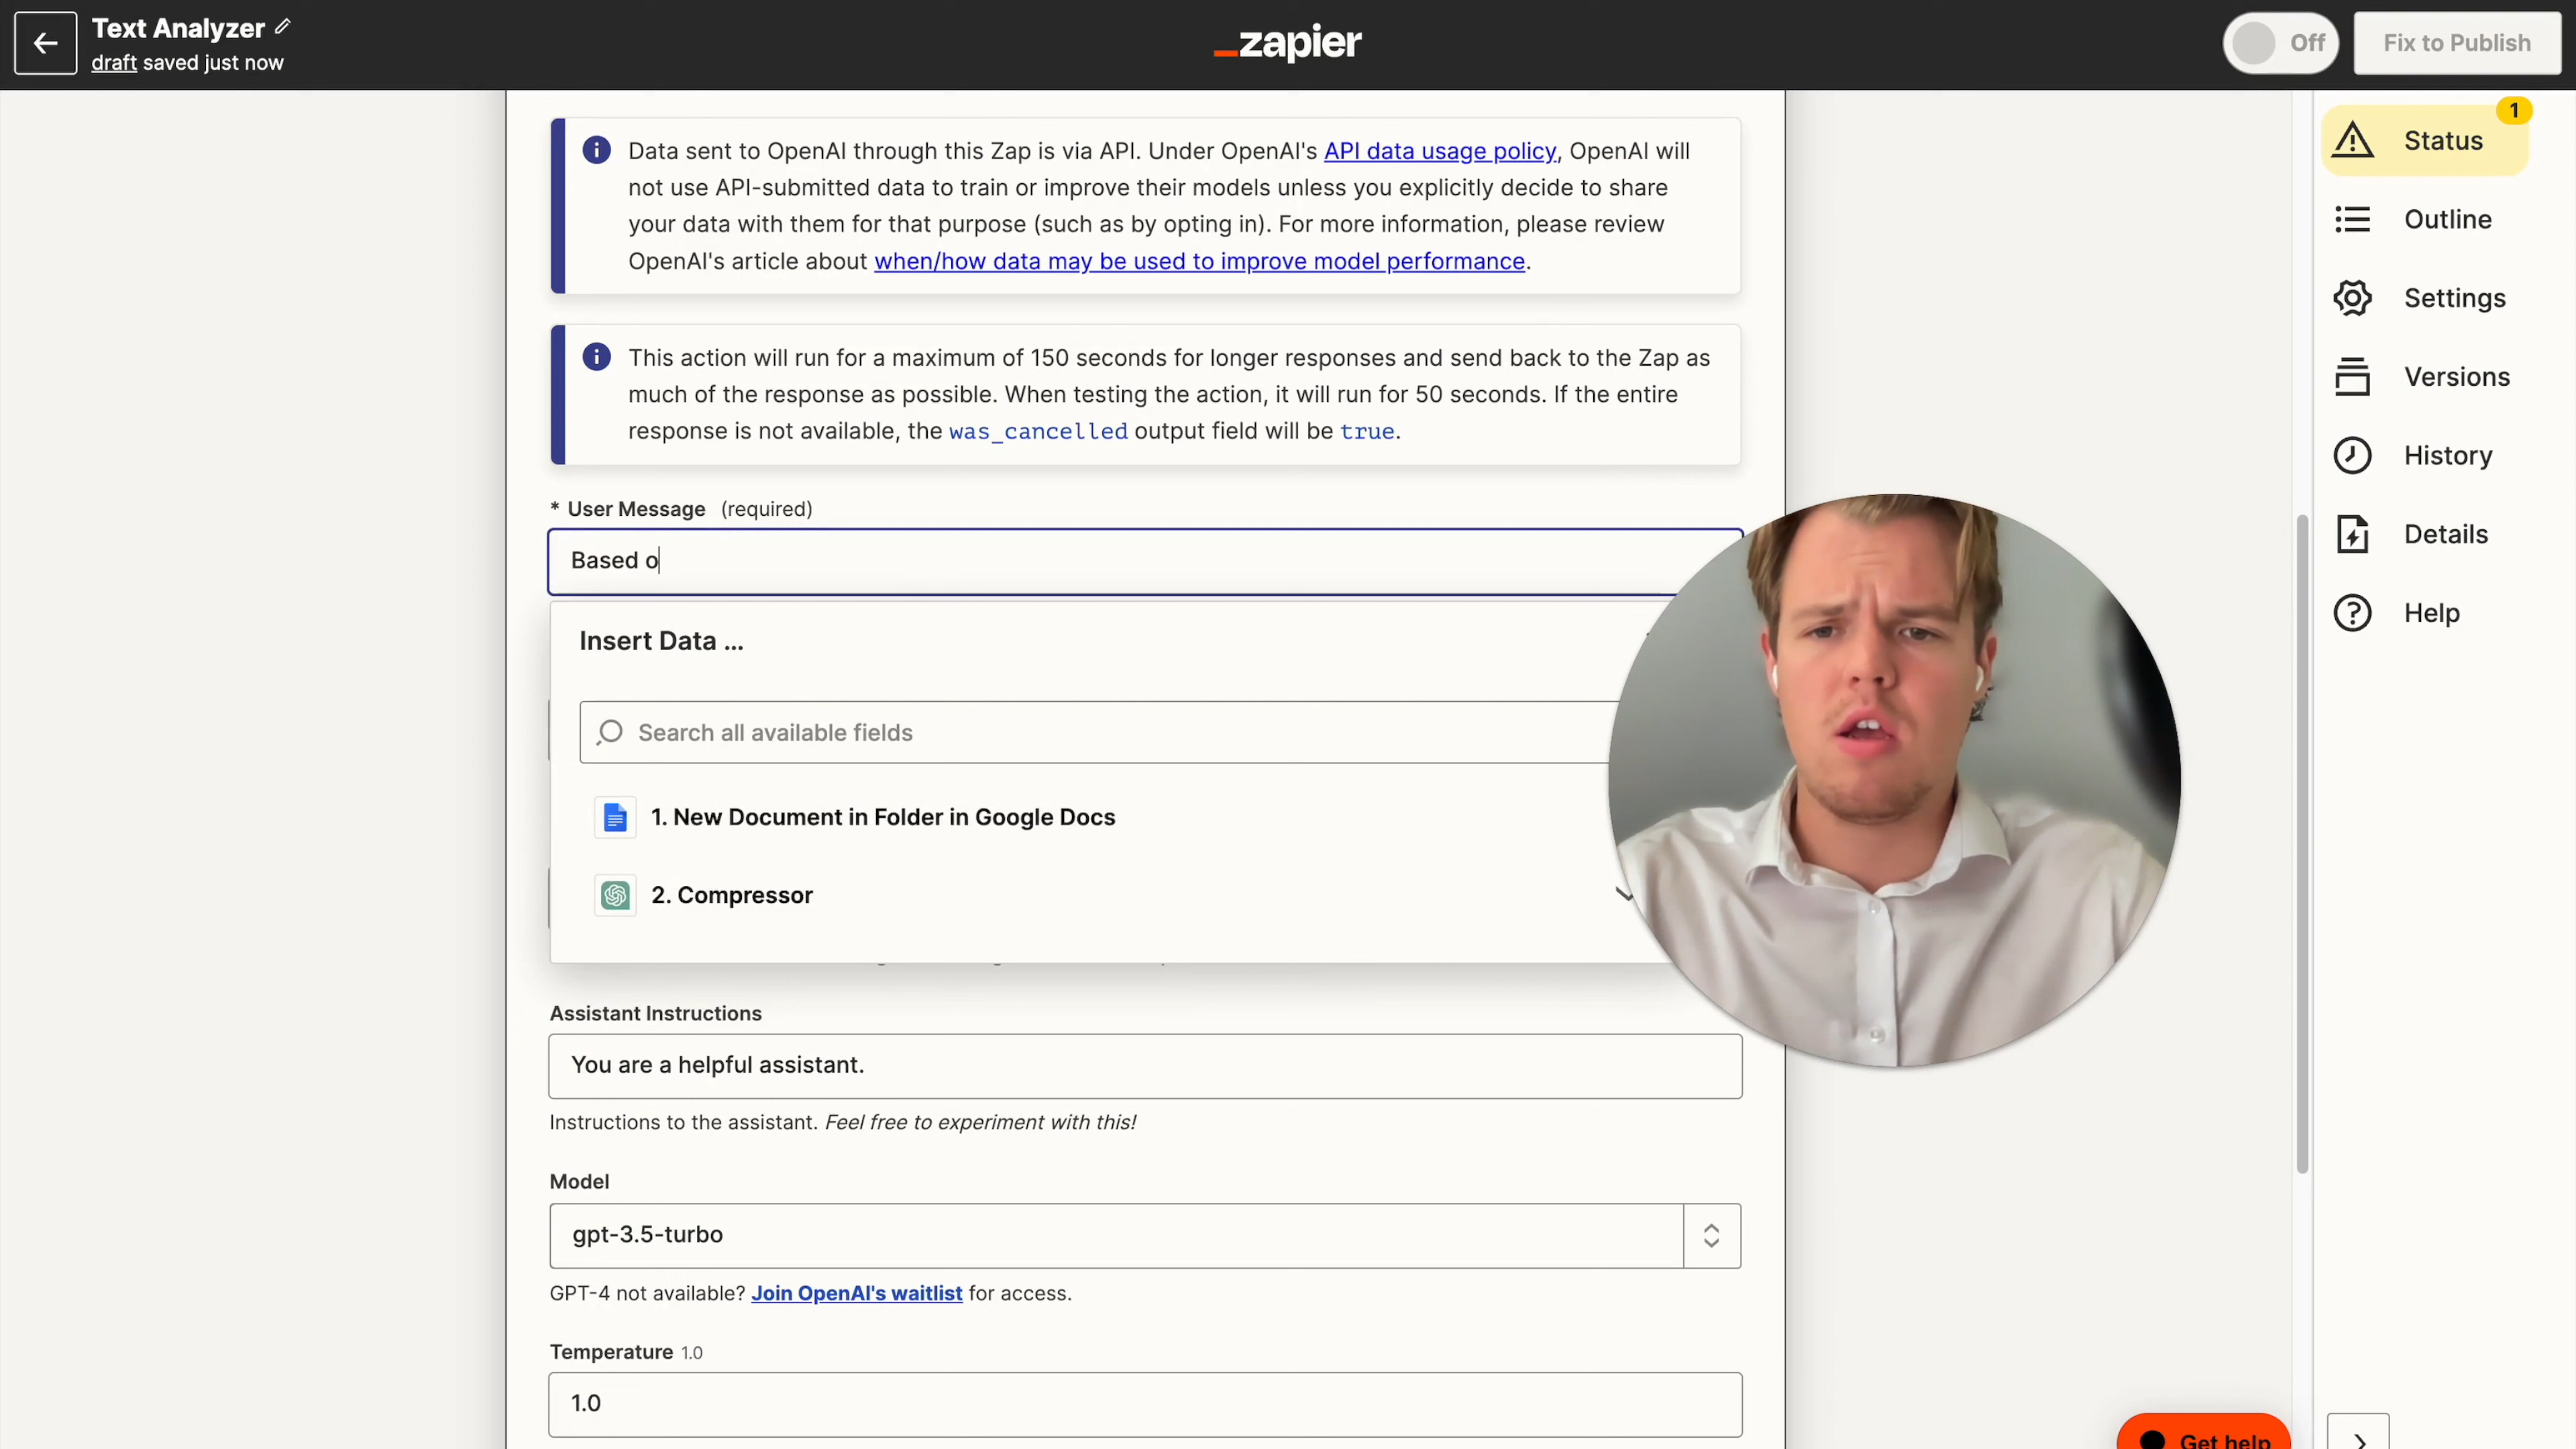 Text Analyzer
draft saved just now
zapier
Off
Fix to Publish
Data sent to OpenAI through this Zap is via API. Under OpenAI's API data usage policy, OpenAI will
not use API-submitted data to train or improve their models unless you explicitly decide to share
your data with them for that purpose (such as by opting in). For more information, please review
OpenAI's article about when/how data may be used to improve model performance.
This action will run for a maximum of 150 seconds for longer responses and send back to the Zap as
much of the response as possible. When testing the action, it will run for 50 seconds. If the entire
response is not available, the was_cancelled output field will be true.
* User Message (required)
Based o
Insert Data ...
Search all available fields
1. New Document in Folder in Google Docs
2. Compressor
Assistant Instructions
You are a helpful assistant.
Instructions to the assistant. Feel free to experiment with this!
Model
gpt-3.5-turbo
GPT-4 not available? Join OpenAI's waitlist for access.
Temperature 1.0
1.0
1
Status
Outline
Settings
Versions
History
Details
Help
Get help